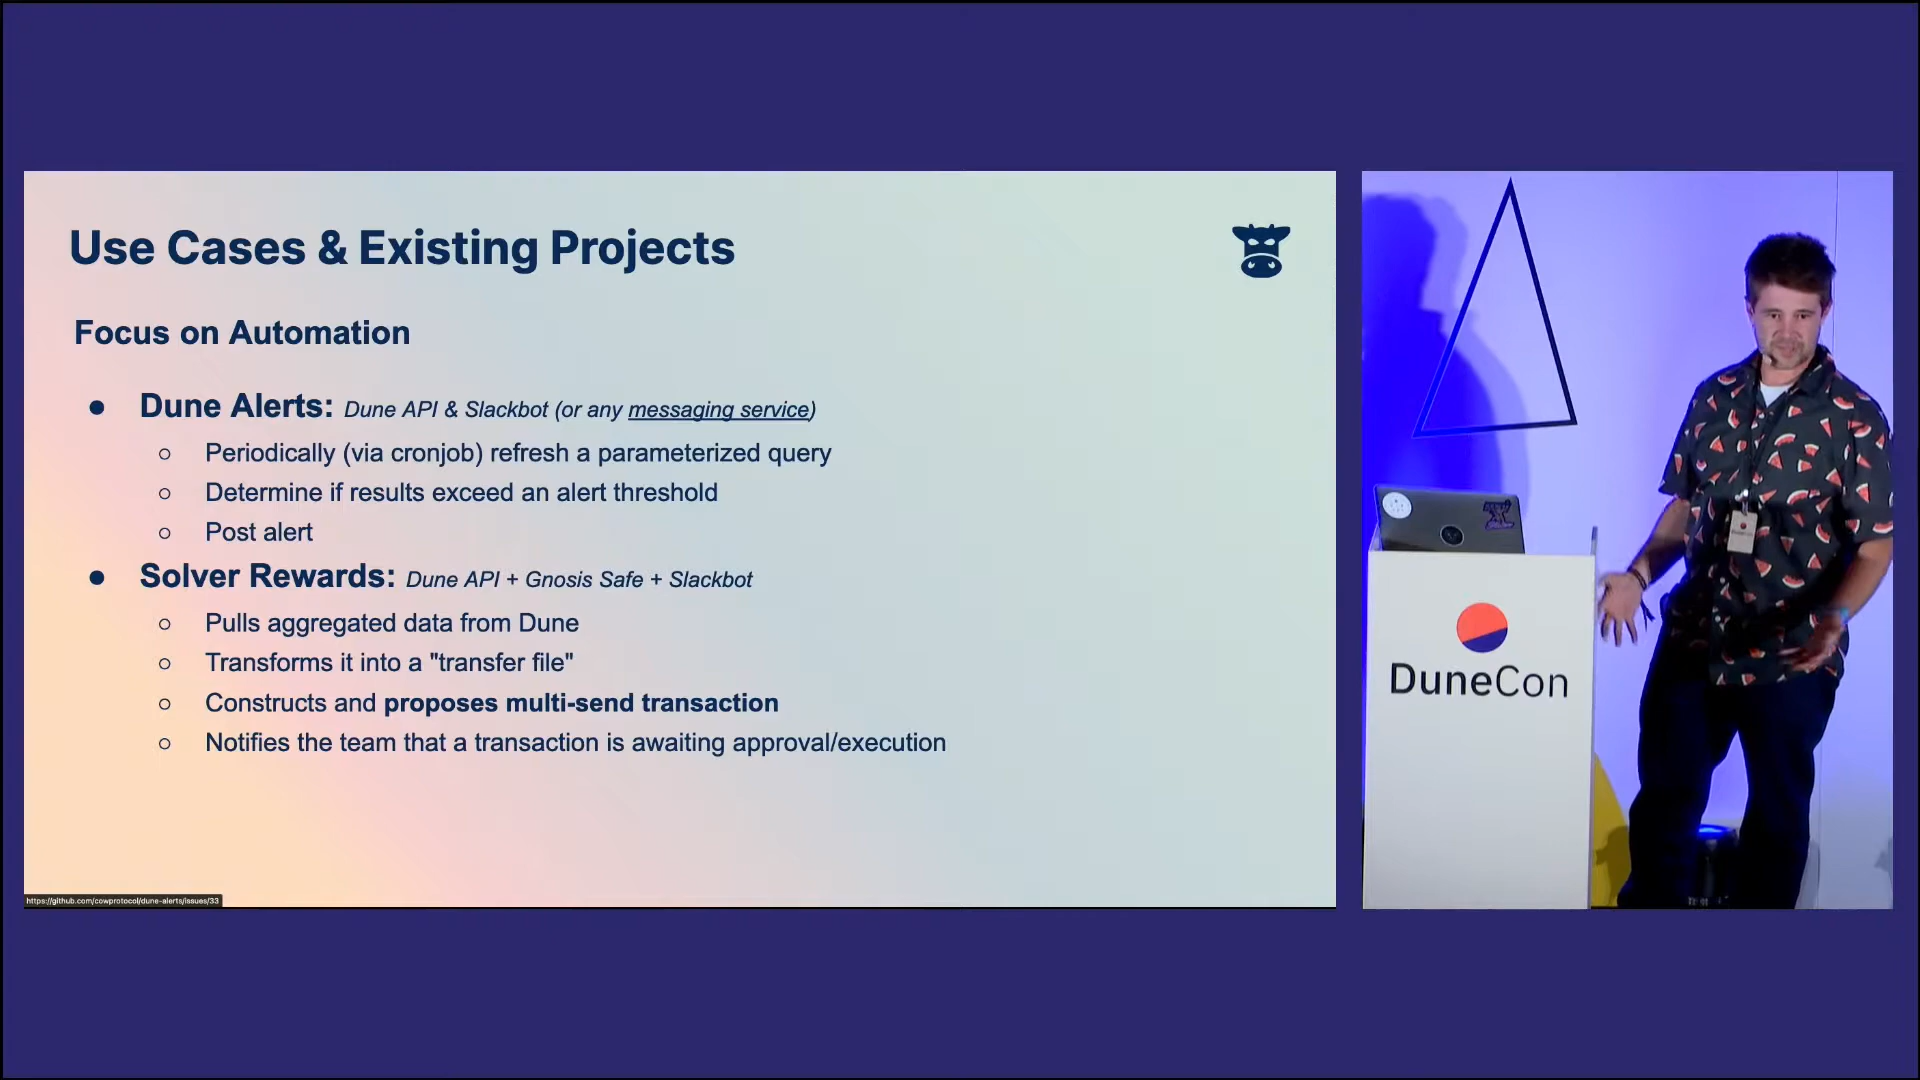 Use Cases & Existing Projects
Focus on Automation
● Dune Alerts: Dune API & Slackbot (or any messaging service)
○ Periodically (via cronjob) refresh a parameterized query
○ Determine if results exceed an alert threshold
○ Post alert
● Solver Rewards: Dune API + Gnosis Safe + Slackbot
○ Pulls aggregated data from Dune
○ Transforms it into a "transfer file"
○ Constructs and proposes multi-send transaction
○ Notifies the team that a transaction is awaiting approval/execution
https://github.com/cowprotocol/dune-alerts/issues/33
DuneCon